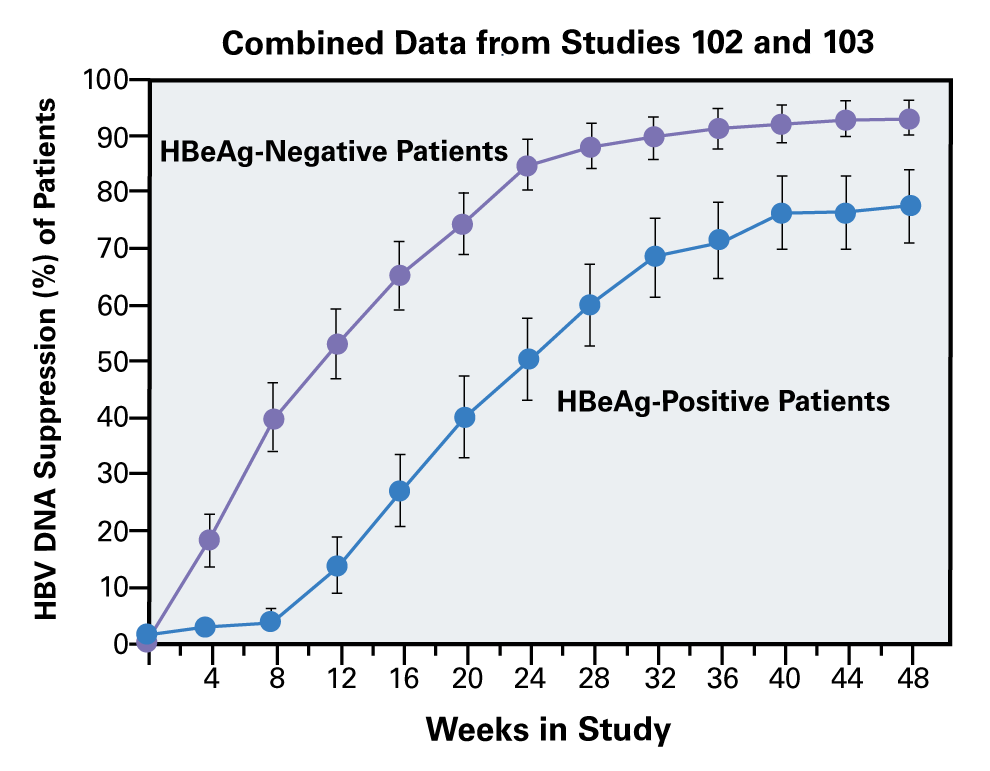 Combined Data from Studies 102 and 103
HBV DNA Suppression (%) of Patients
100
90
80
70
60
50
40
30
20
10
0
HBeAg-Negative Patients
HBeAg-Positive Patients
4 8 12 16 20 24 28 32 36 40 44 48
Weeks in Study